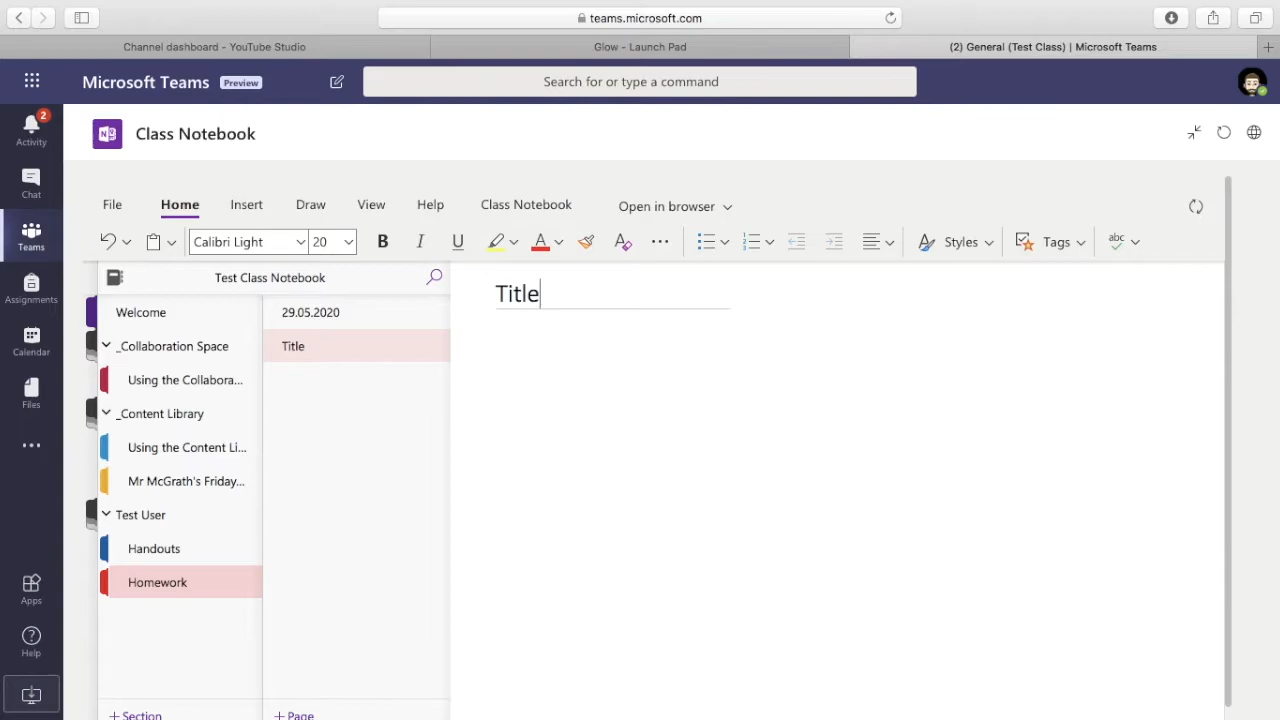 teams.microsoft.com
Channel dashboard - YouTube Studio
Glow - Launch Pad
(2) General (Test Class) | Microsoft Teams
Microsoft Teams Preview
Search for or type a command
2
Activity
Chat
Teams
Assignments
Calendar
Files
Apps
Help
Class Notebook
File Home Insert Draw View Help Class Notebook Open in browser
Calibri Light 20 B I U A A Styles Tags abc
Test Class Notebook
Welcome
_Collaboration Space
Using the Collabora...
_Content Library
Using the Content Li...
Mr McGrath's Friday...
Test User
Handouts
Homework
+ Section
29.05.2020
Title
+ Page
Title